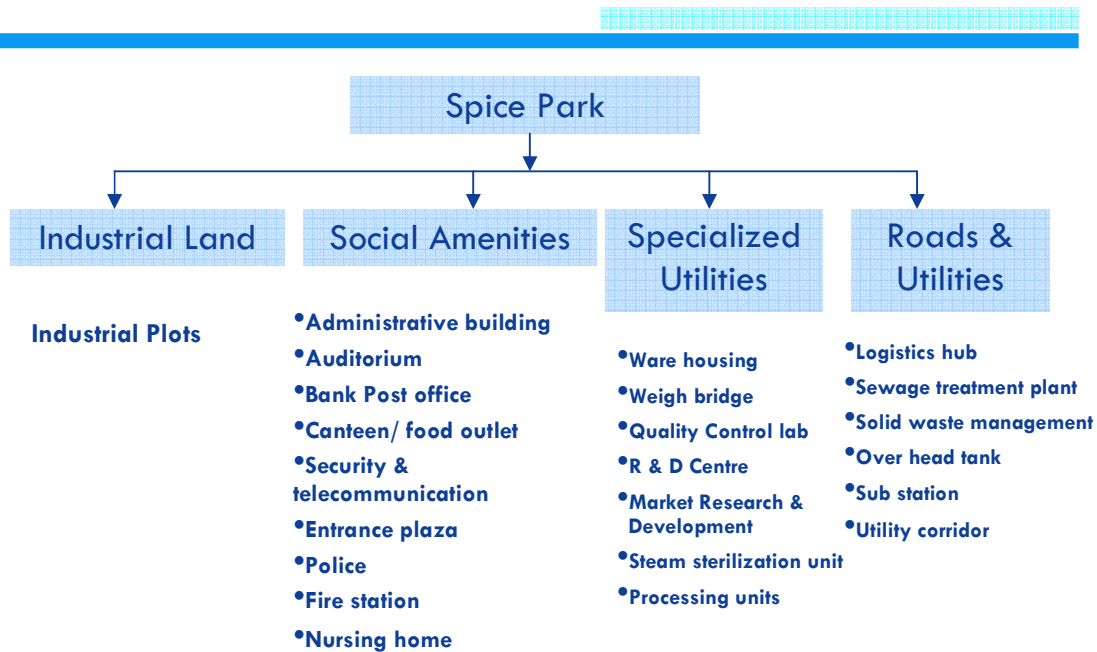 Spice Park
Industrial Land
Industrial Plots
Social Amenities
•Administrative building
•Auditorium
•Bank Post office
•Canteen/ food outlet
•Security &
telecommunication
•Entrance plaza
•Police
•Fire station
•Nursing home
Specialized
Utilities
•Ware housing
•Weigh bridge
•Quality Control lab
•R & D Centre
•Market Research &
Development
•Steam sterilization unit
•Processing units
Roads &
Utilities
•Logistics hub
•Sewage treatment plant
•Solid waste management
•Over head tank
•Sub station
•Utility corridor